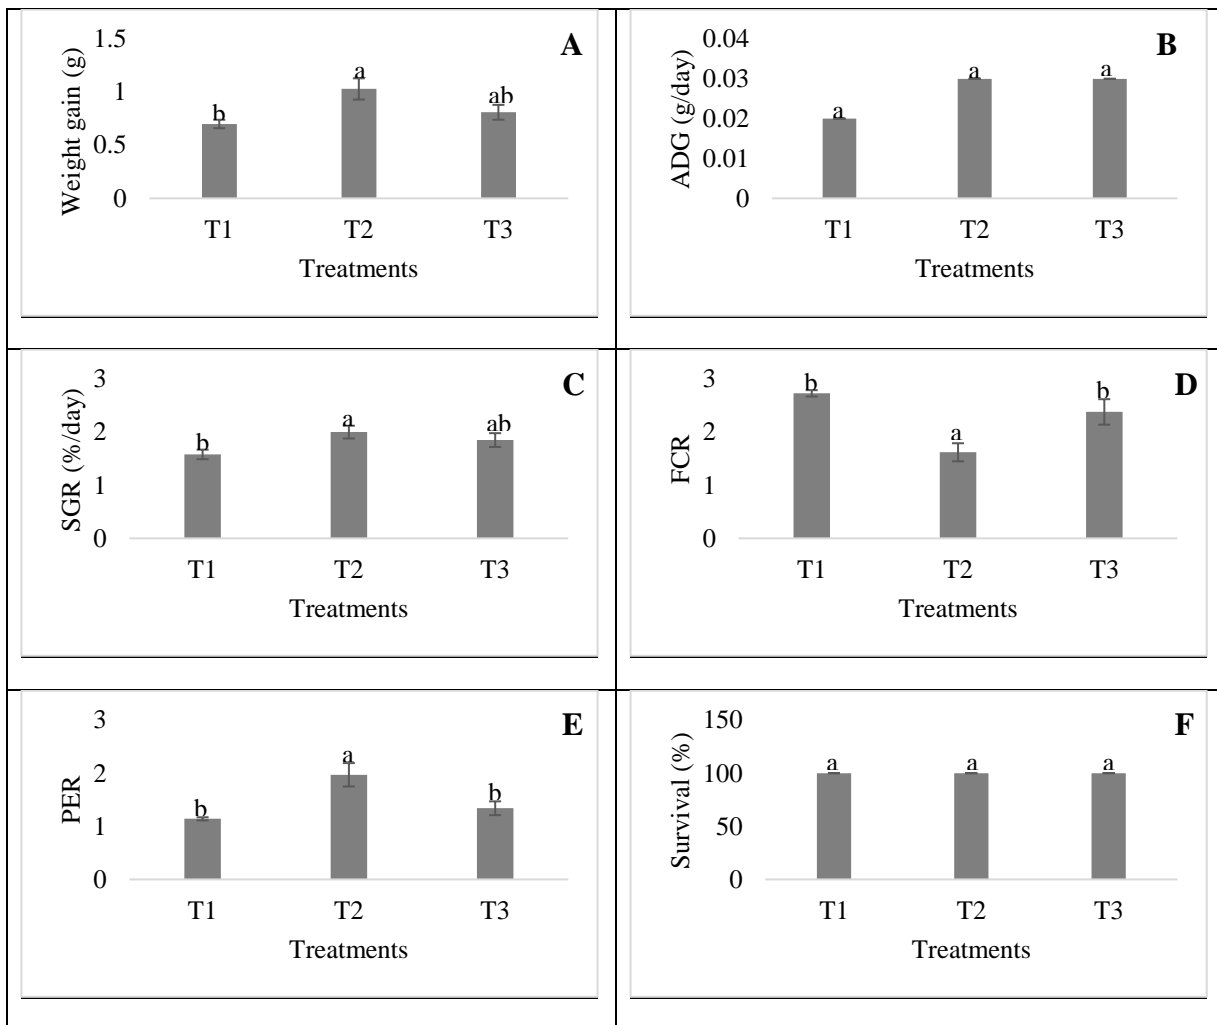 A
Weight gain (g)
1.5
1
0.5
0
b
a
ab
T1 T2 T3
Treatments
B
ADG (g/day)
0.04
0.03
0.02
0.01
0
a
a
a
T1 T2 T3
Treatments
C
SGR (%/day)
3
2
1
0
b
a
ab
T1 T2 T3
Treatments
D
FCR
3
2
1
0
b
a
b
T1 T2 T3
Treatments
E
PER
3
2
1
0
b
a
b
T1 T2 T3
Treatments
F
Survival (%)
150
100
50
0
a
a
a
T1 T2 T3
Treatments